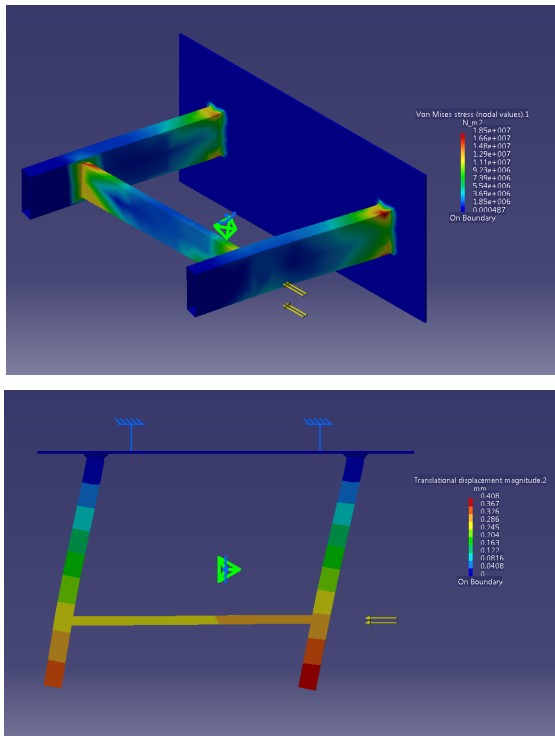 Von Mises stress (nodal values).1
N_m2
1.85e+007
1.66e+007
1.48e+007
1.29e+007
1.11e+007
9.23e+006
7.39e+006
5.54e+006
3.69e+006
1.85e+006
0.000487
On Boundary
Translational displacement magnitude.2
mm
0.408
0.367
0.326
0.286
0.245
0.204
0.163
0.122
0.0816
0.0408
0
On Boundary